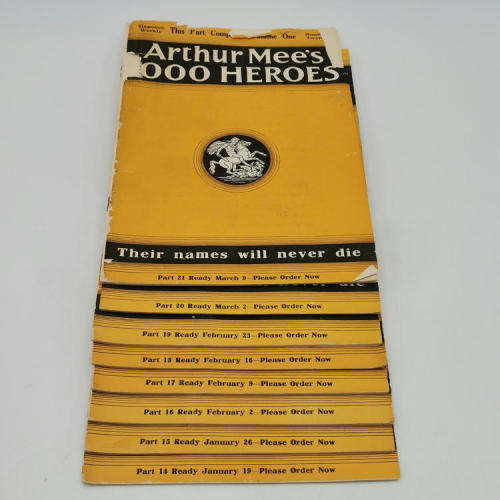 This Part Comp
One
Arthur Mee's
000 HEROES
Their names will never die
Part 21 Ready March 9—Please Order Now
die
Part 20 Ready March 2—Please Order Now
Part 19 Ready February 23—Please Order Now
Part 18 Ready February 16—Please Order Now
Part 17 Ready February 9—Please Order Now
Part 16 Ready February 2—Please Order Now
Part 15 Ready January 26—Please Order Now
Part 14 Ready January 19—Please Order Now